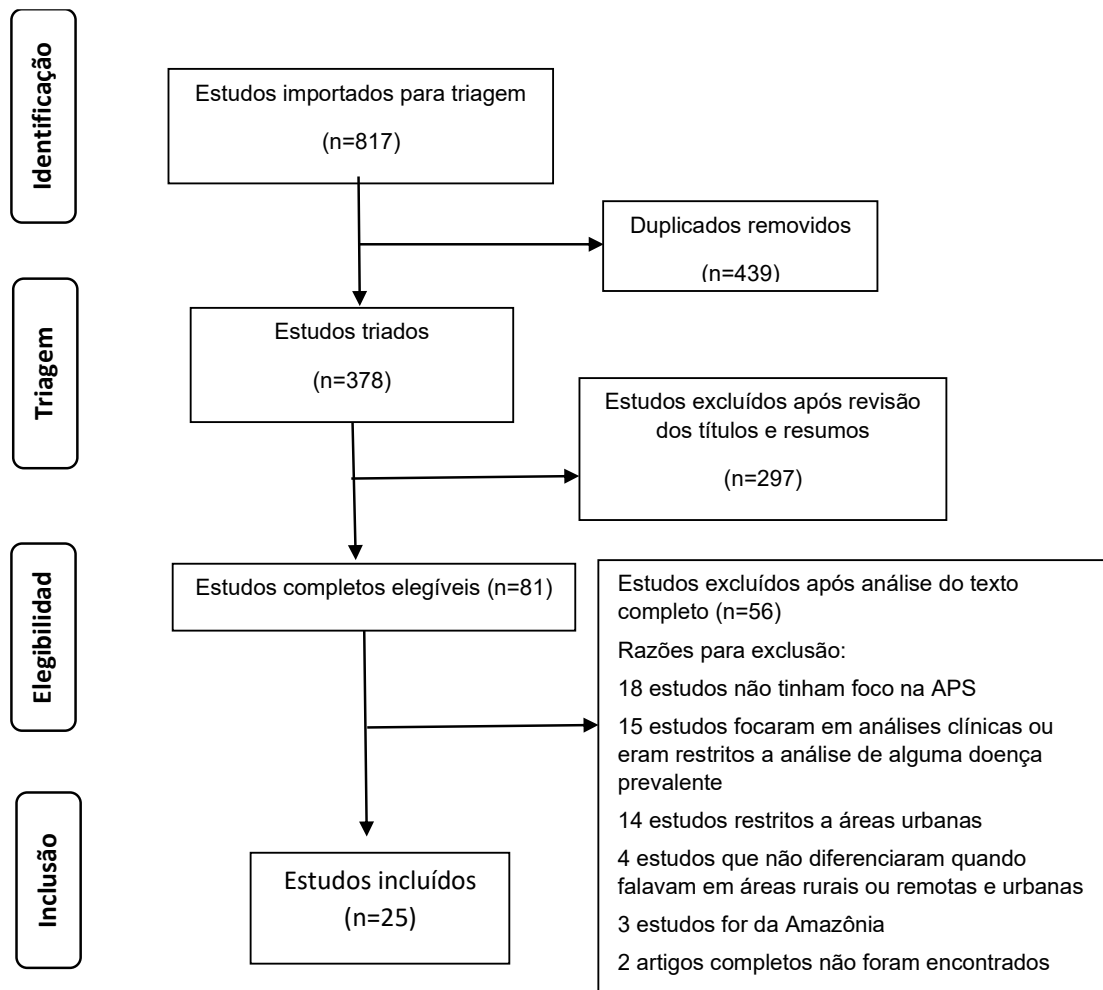 Identificação
Estudos importados para triagem
(n=817)
Duplicados removidos
(n=439)
Triagem
Estudos triados
(n=378)
Estudos excluídos após revisão
dos títulos e resumos
(n=297)
Elegibilidad
Estudos completos elegíveis (n=81)
Estudos excluídos após análise do texto
completo (n=56)
Razões para exclusão:
18 estudos não tinham foco na APS
15 estudos focaram em análises clínicas ou
eram restritos a análise de alguma doença
prevalente
14 estudos restritos a áreas urbanas
4 estudos que não diferenciaram quando
falavam em áreas rurais ou remotas e urbanas
3 estudos for da Amazônia
2 artigos completos não foram encontrados
Inclusão
Estudos incluídos
(n=25)